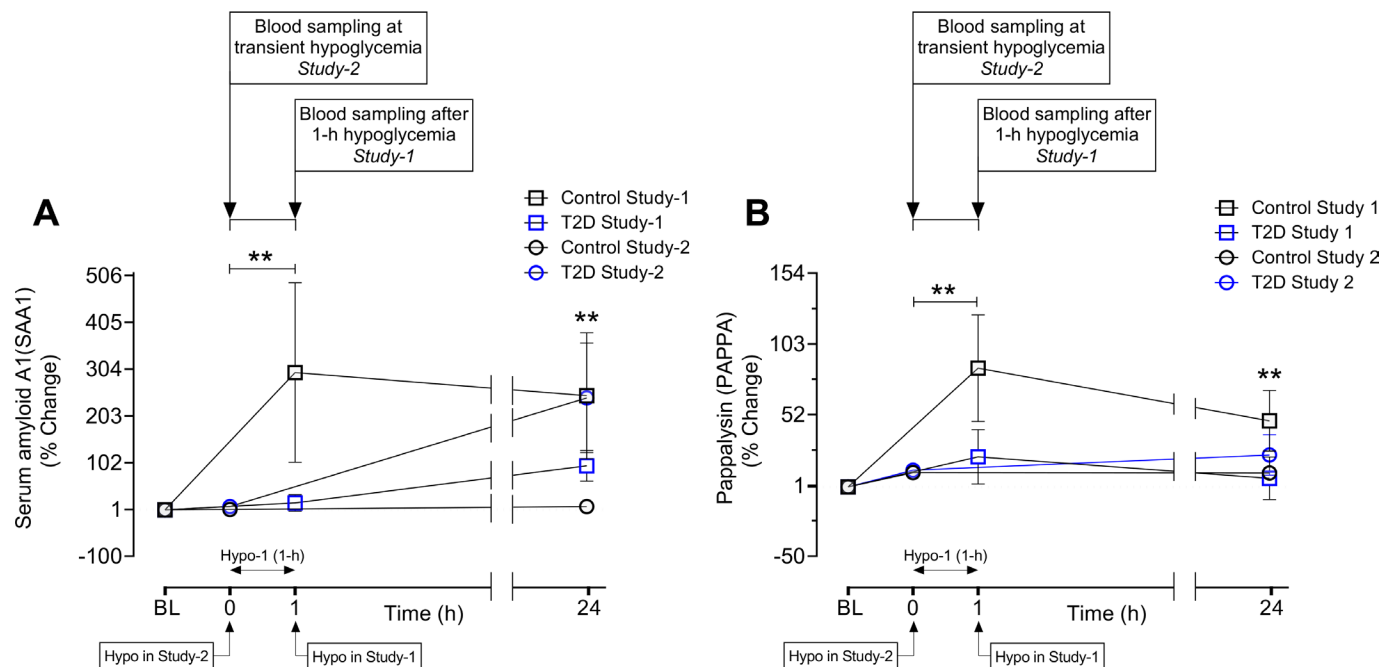 Blood sampling at
transient hypoglycemia
Study-2
Blood sampling after
1-h hypoglycemia
Study-1
A
Control Study-1
T2D Study-1
Control Study-2
T2D Study-2
**
**
Serum amyloid A1(SAA1)
(% Change)
506
405
304
203
102
1
-100
Hypo-1 (1-h)
BL
0
1
Time (h)
24
Hypo in Study-2
Hypo in Study-1
Blood sampling at
transient hypoglycemia
Study-2
Blood sampling after
1-h hypoglycemia
Study-1
B
Control Study 1
T2D Study 1
Control Study 2
T2D Study 2
**
**
Pappalysin (PAPPA)
(% Change)
154
103
52
1
-50
Hypo-1 (1-h)
BL
0
1
Time (h)
24
Hypo in Study-2
Hypo in Study-1